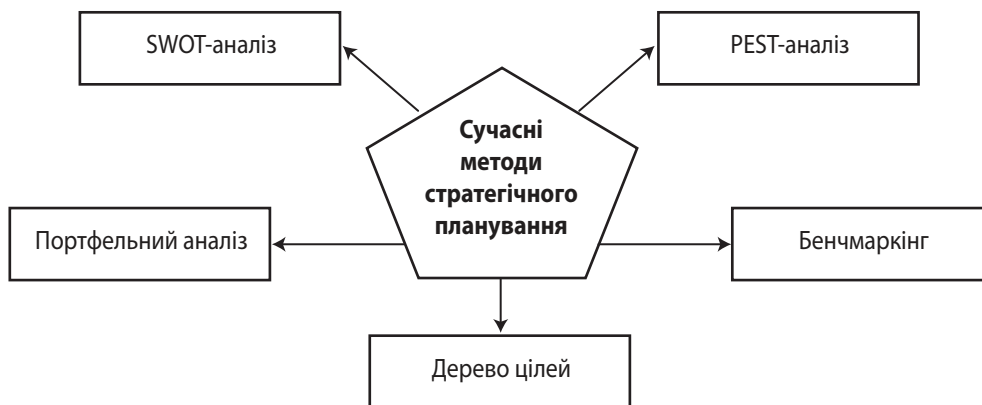 SWOT-аналіз
PEST-аналіз
Сучасні
методи
стратегічного
планування
Портфельний аналіз
Бенчмаркінг
Дерево цілей